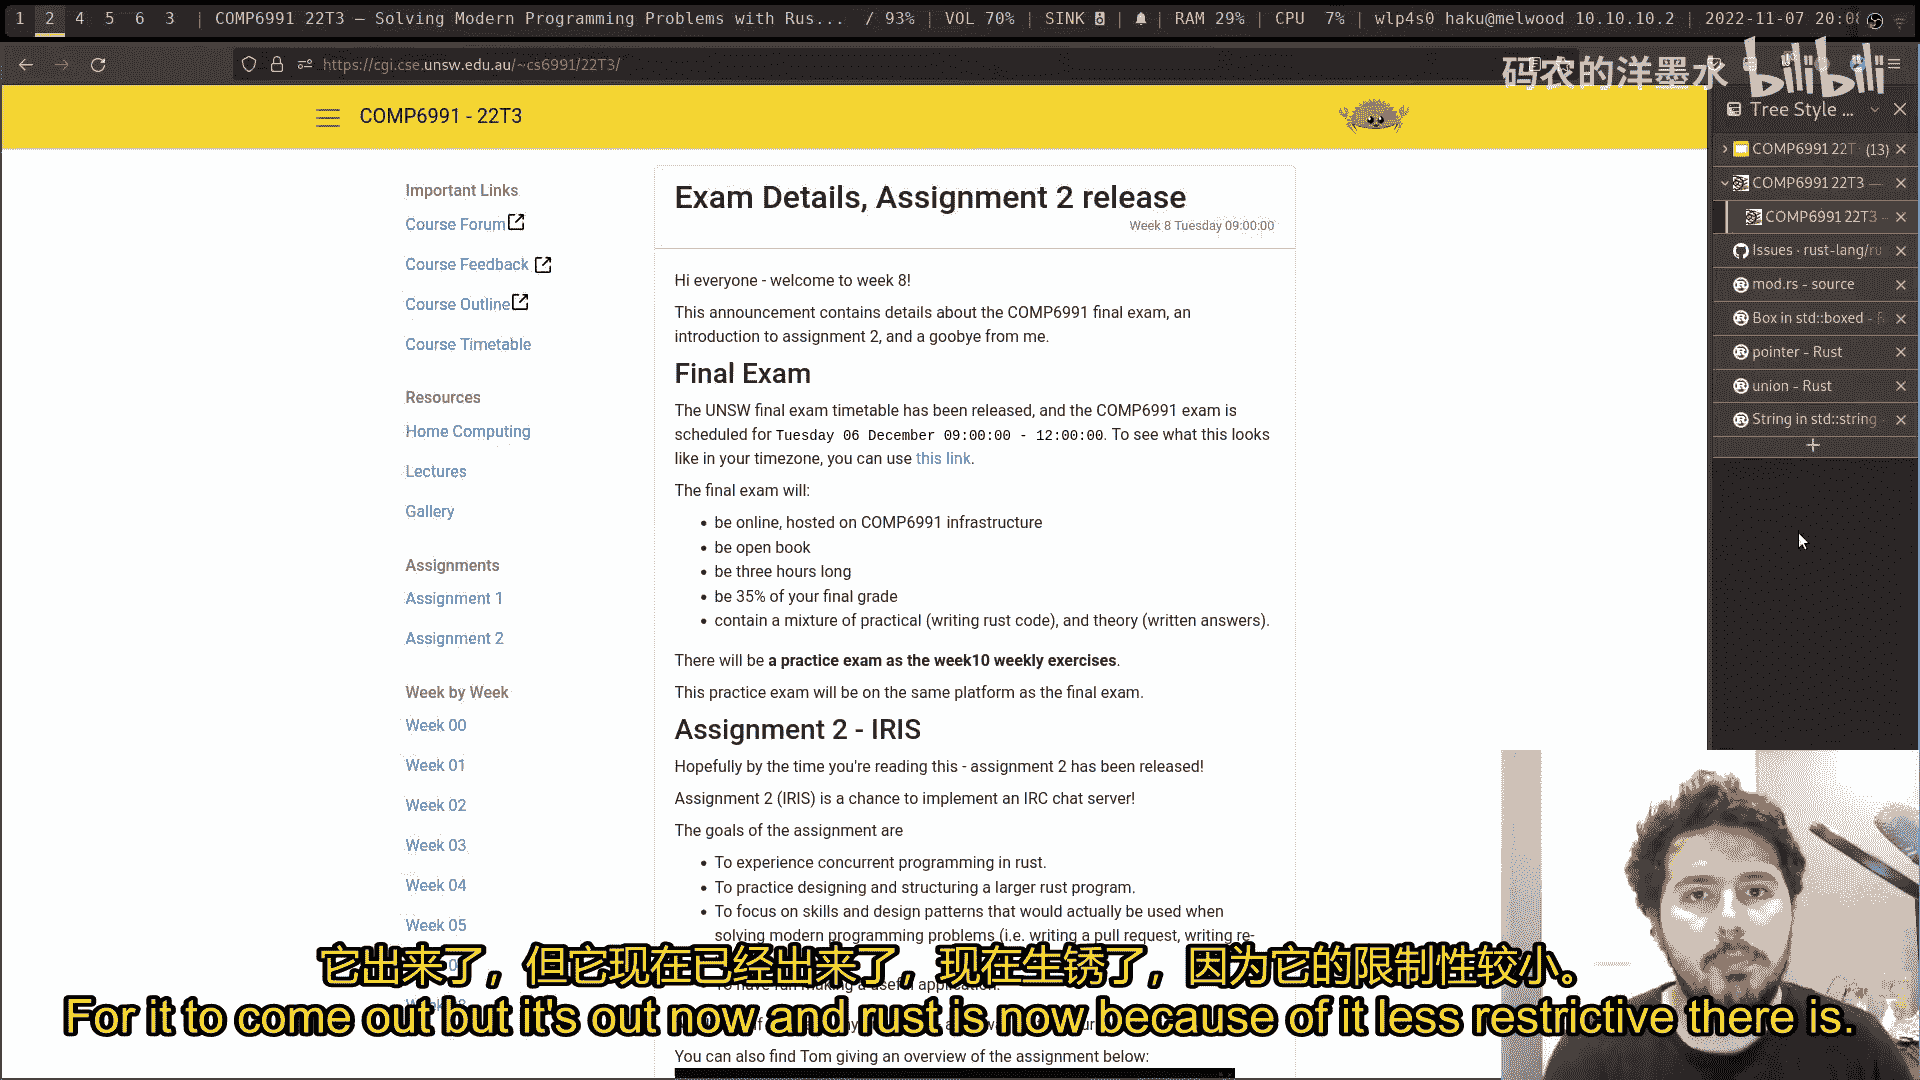 1 2 4 5 6 3 | COMP6991 22T3 — Solving Modern Programming Problems with Rus... / 93% | VOL 70% | SINK | | RAM 29% | CPU 7% | wlp4s0 haku@melwood 10.10.10.2 | 2022-11-07 20:08
https://cgi.cse.unsw.edu.au/~cs6991/22T3/
码农的洋墨水 bilibili
COMP6991 - 22T3
Tree Style ...
COMP6991 22T (13)
COMP6991 22T3 —
COMP6991 22T3 -
Issues · rust-lang/ru
mod.rs - source
Box in std::boxed - R
pointer - Rust
union - Rust
String in std::string
Important Links
Course Forum
Course Feedback
Course Outline
Course Timetable
Resources
Home Computing
Lectures
Gallery
Assignments
Assignment 1
Assignment 2
Week by Week
Week 00
Week 01
Week 02
Week 03
Week 04
Week 05
Exam Details, Assignment 2 release
Week 8 Tuesday 09:00:00
Hi everyone - welcome to week 8!
This announcement contains details about the COMP6991 final exam, an
introduction to assignment 2, and a goobye from me.
Final Exam
The UNSW final exam timetable has been released, and the COMP6991 exam is
scheduled for Tuesday 06 December 09:00:00 - 12:00:00. To see what this looks
like in your timezone, you can use this link.
The final exam will:
• be online, hosted on COMP6991 infrastructure
• be open book
• be three hours long
• be 35% of your final grade
• contain a mixture of practical (writing rust code), and theory (written answers).
There will be a practice exam as the week10 weekly exercises.
This practice exam will be on the same platform as the final exam.
Assignment 2 - IRIS
Hopefully by the time you're reading this - assignment 2 has been released!
Assignment 2 (IRIS) is a chance to implement an IRC chat server!
The goals of the assignment are
• To experience concurrent programming in rust.
• To practice designing and structuring a larger rust program.
• To focus on skills and design patterns that would actually be used when
solving modern programming problems (i.e. writing a pull request, writing re-
To have fun making a useful application.
You can also find Tom giving an overview of the assignment below:
它出来了，但它现在已经出来了，现在生锈了，因为它的限制性较小。
For it to come out but it's out now and rust is now because of it less restrictive there is.